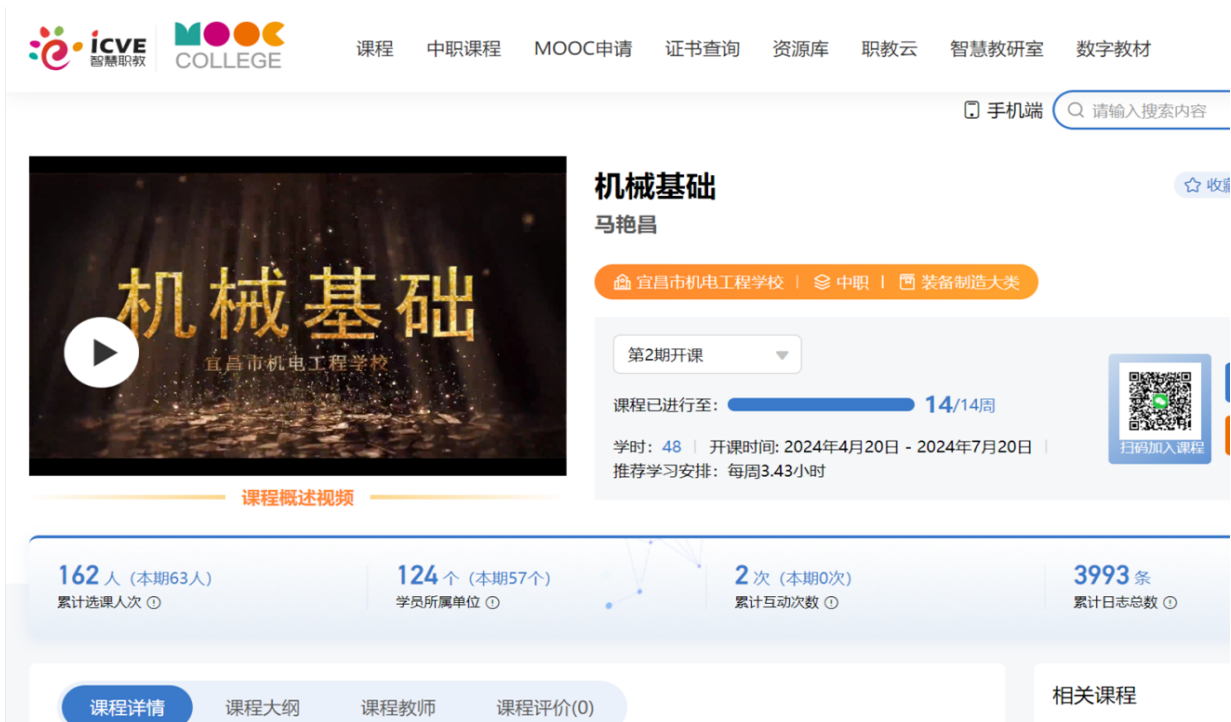 icve 智慧职教 MOOC COLLEGE 课程 中职课程 MOOC申请 证书查询 资源库 职教云 智慧教研室 数字教材
手机端 请输入搜索内容
机械基础
宜昌市机电工程学校
课程概述视频
机械基础
收藏
马艳昌
宜昌市机电工程学校 | 中职 | 装备制造大类
第2期开课
课程已进行至: 14/14周
学时: 48 | 开课时间: 2024年4月20日 - 2024年7月20日
推荐学习安排: 每周3.43小时
扫码加入课程
162 人 (本期63人)
累计选课人次
124 个 (本期57个)
学员所属单位
2 次 (本期0次)
累计互动次数
3993 条
累计日志总数
课程详情 课程大纲 课程教师 课程评价(0)
相关课程